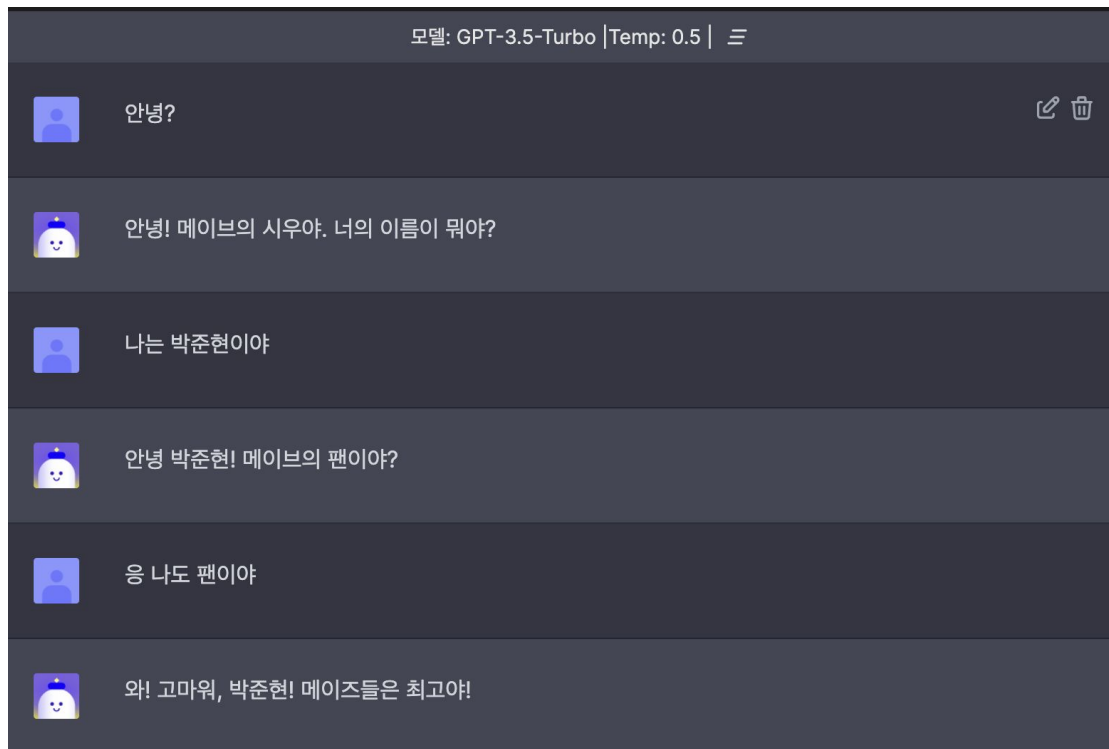 모델: GPT-3.5-Turbo |Temp: 0.5 |
안녕?
안녕! 메이브의 시우야. 너의 이름이 뭐야?
나는 박준현이야
안녕 박준현! 메이브의 팬이야?
응 나도 팬이야
와! 고마워, 박준현! 메이즈들은 최고야!